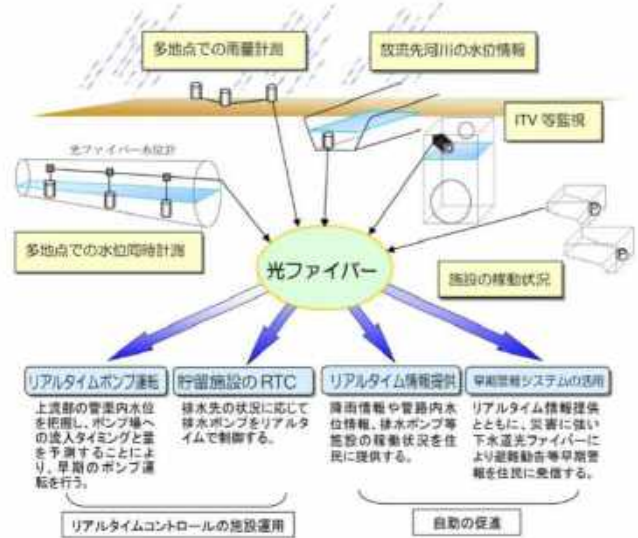 多地点での雨量計測
放流先河川の水位情報
ITV 等監視
光ファイバー水位計
多地点での水位同時計測
光ファイバー
施設の稼働状況
リアルタイムポンプ運転
上流部の管渠内水位
を把握し、ポンプ場へ
の流入タイミングと量
を予測することによ
り、早期のポンプ運
転を行う。
貯留施設の RTC
排水先の状況に応じて
排水ポンプをリアルタ
イムで制御する。
リアルタイム情報提供
降雨情報や管路内水
位情報、排水ポンプ等
施設の稼働状況を住
民に提供する。
早期警報システムの活用
リアルタイム情報提供
とともに、災害に強い
下水道光ファイバーに
より避難勧告等早期警
報を住民に発信する。
リアルタイムコントロールの施設運用
自助の促進